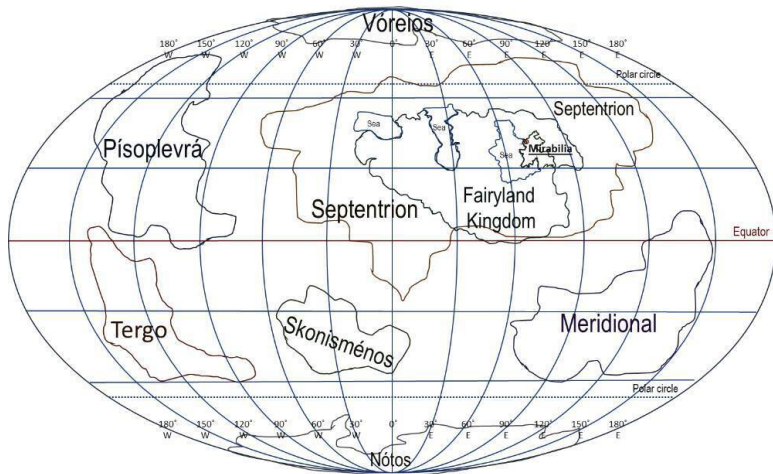 Vóreios
180° W 150° W 120° W 90° W 60° W 30° W 0° 30° E 60° E 90° E 120° E 150° E 180° E
Polar circle
Septentrion
Písoplevrá
Sea
Sea
Sea
Mirabilia
Septentrion
Fairyland
Kingdom
Equator
Tergo
Skonisménos
Meridional
Polar circle
180° W 150° W 120° W 90° W 60° W 30° W 0° 30° E 60° E 90° E 120° E 150° E 180° E
Nótos